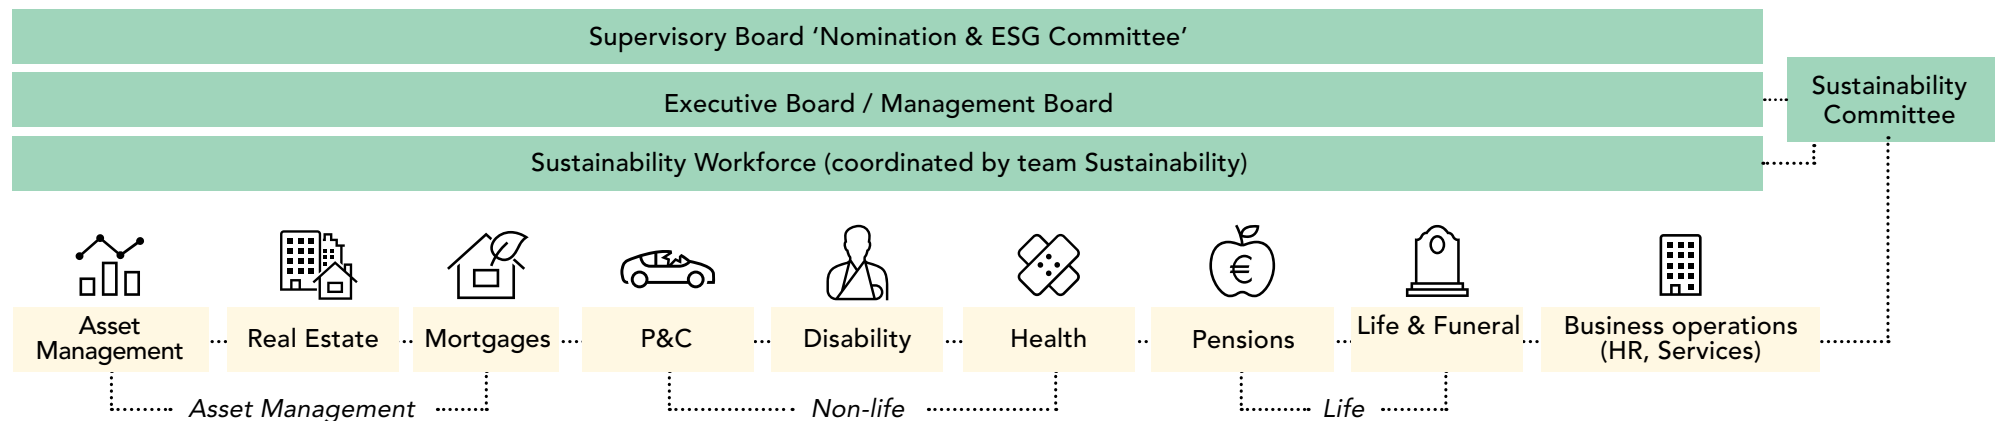 Supervisory Board ‘Nomination & ESG Committee’
Executive Board / Management Board
Sustainability
Committee
Sustainability Workforce (coordinated by team Sustainability)
€
Asset
Management
Real Estate
Mortgages
P&C
Disability
Health
Pensions
Life & Funeral
Business operations
(HR, Services)
Asset Management
Non-life
Life